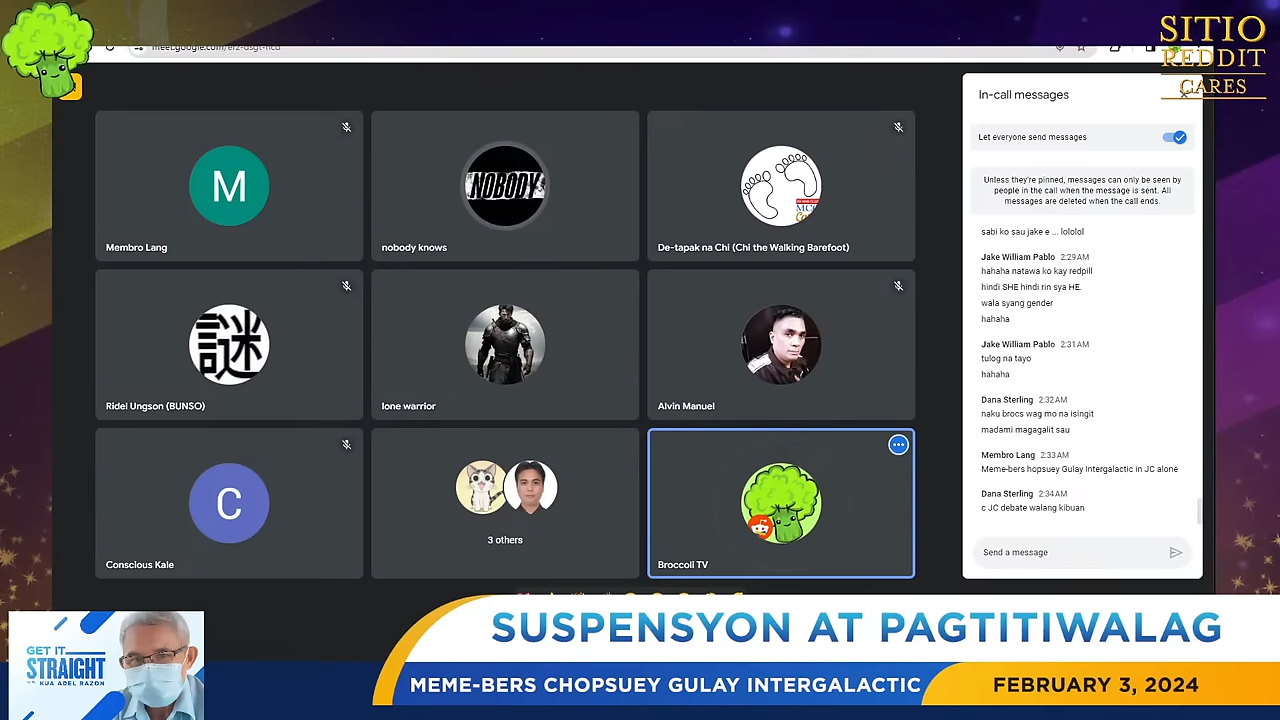 SITIO
REDDIT
CARES
In-call messages
Let everyone send messages
Unless they're pinned, messages can only be seen by
people in the call when the message is sent. All
messages are deleted when the call ends.
sabi ko sau jake e ... lololol
Jake William Pablo 2:29 AM
hahaha natawa ko kay redpill
hindi SHE hindi rin sya HE.
wala syang gender
hahaha
Jake William Pablo 2:31 AM
tulog na tayo
hahaha
Dana Sterling 2:32 AM
naku brocs wag mo na isingit
madami magagalit sau
Membro Lang 2:33 AM
Meme-bers hopsuey Gulay Intergalactic in JC alone
Dana Sterling 2:34 AM
c JC debate walang kibuan
Send a message
M
Membro Lang
NOBODY
nobody knows
De-tapak na Chi (Chi the Walking Barefoot)
謎
Ridel Ungson (BUNSO)
lone warrior
Alvin Manuel
C
Conscious Kale
3 others
Broccoli TV
GET IT
STRAIGHT
KUA ADEL RAZON
SUSPENSYON AT PAGTITIWALAG
MEME-BERS CHOPSUEY GULAY INTERGALACTIC
FEBRUARY 3, 2024